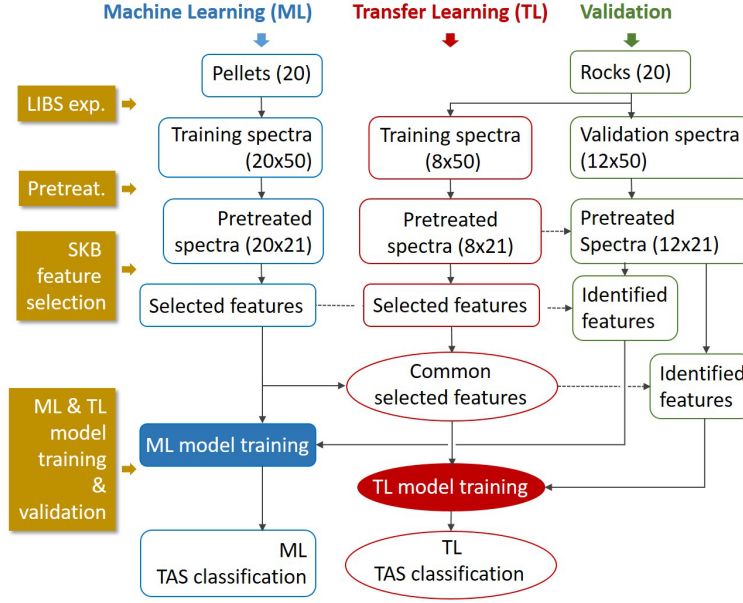 Machine Learning (ML)
Transfer Learning (TL)
Validation
Pellets (20)
Rocks (20)
LIBS exp.
Training spectra
(20x50)
Training spectra
(8x50)
Validation spectra
(12x50)
Pretreat.
Pretreated
spectra (20x21)
Pretreated
spectra (8x21)
Pretreated
Spectra (12x21)
SKB
feature
selection
Selected features
Selected features
Identified
features
Common
selected features
Identified
features
ML & TL
model
training
&
validation
ML model training
TL model training
ML
TAS classification
TL
TAS classification